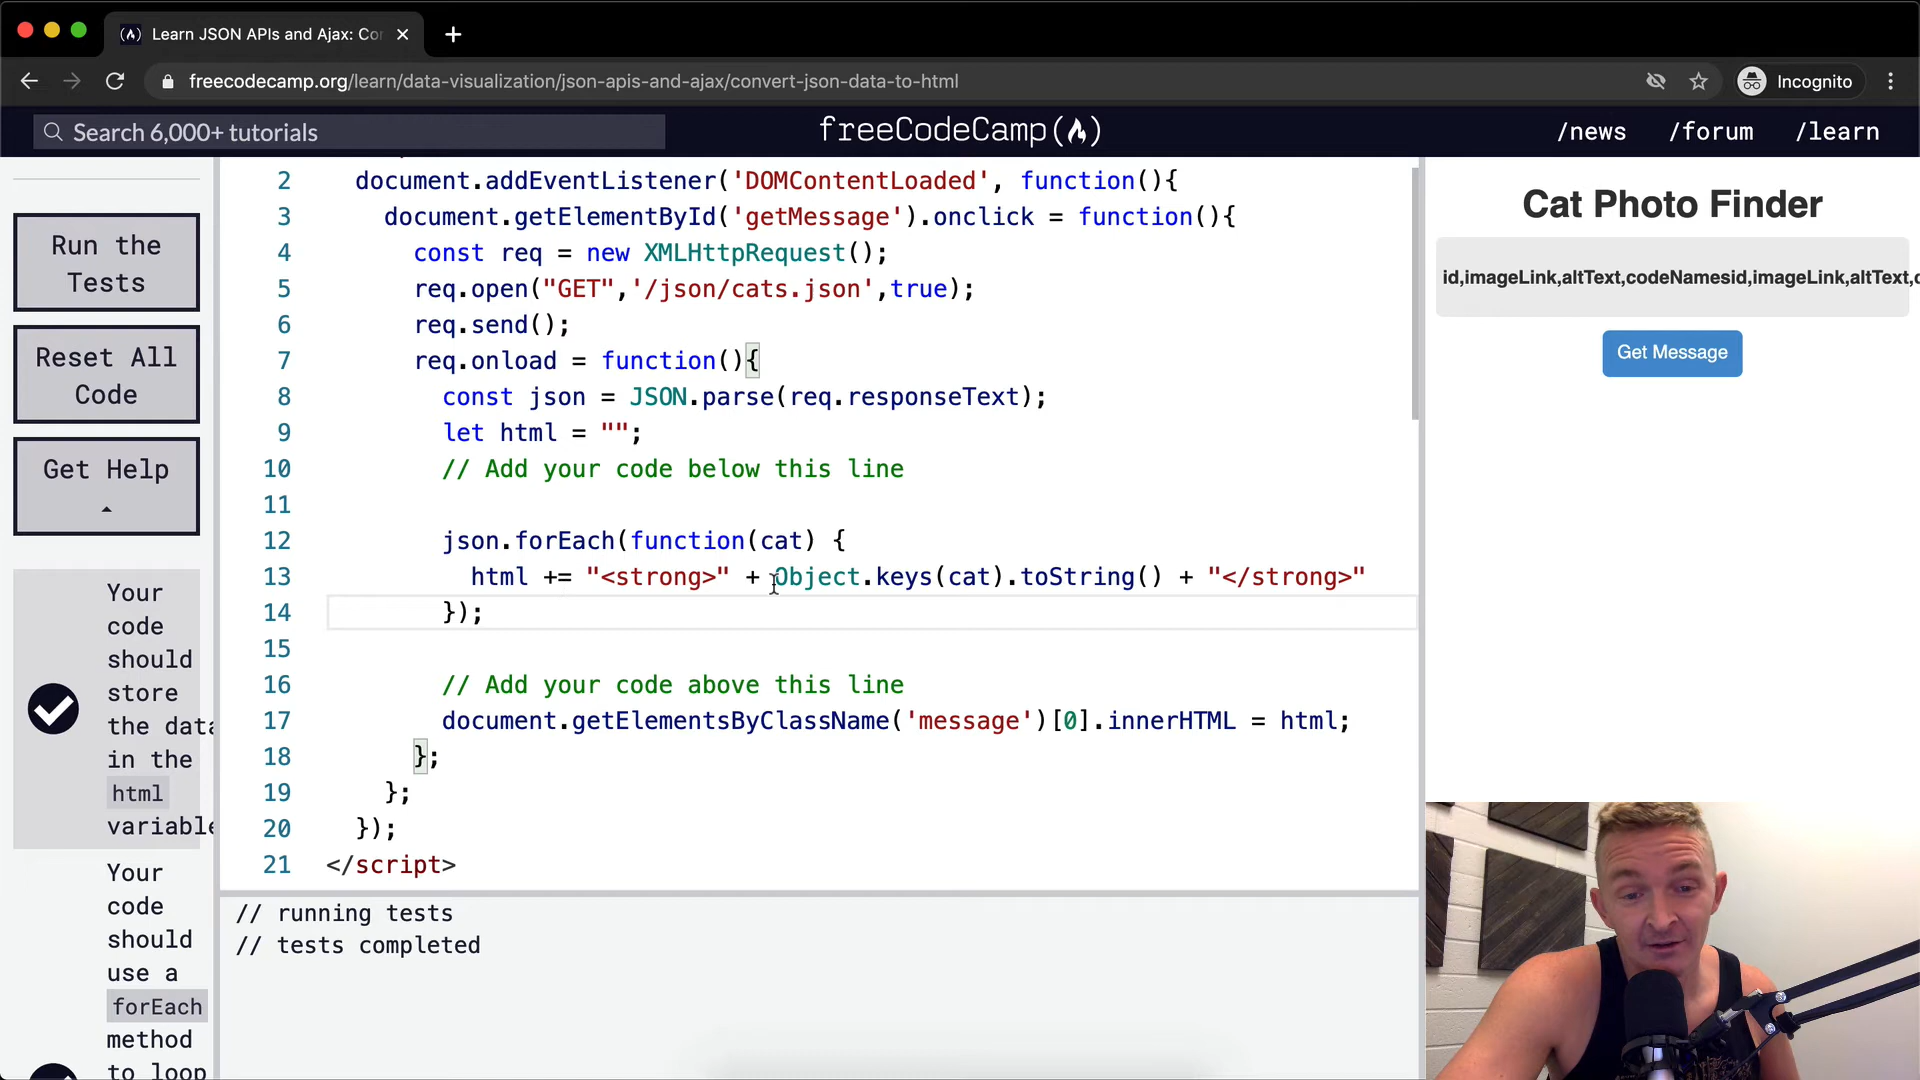 Learn JSON APIs and Ajax: Co
freecodecamp.org/learn/data-visualization/json-apis-and-ajax/convert-json-data-to-html
Incognito
Search 6,000+ tutorials
freeCodeCamp
/news
/forum
/learn
Run the
Tests
Reset All
Code
Get Help
Your
code
should
store
the data
in the
html
variable
Your
code
should
use a
forEach
method
to loop
2 document.addEventListener('DOMContentLoaded', function(){
3 document.getElementById('getMessage').onclick = function(){
4 const req = new XMLHttpRequest();
5 req.open("GET",'/json/cats.json',true);
6 req.send();
7 req.onload = function(){
8 const json = JSON.parse(req.responseText);
9 let html = "";
10 // Add your code below this line
11
12 json.forEach(function(cat) {
13 html += "<strong>" + Object.keys(cat).toString() + "</strong>"
14 });
15
16 // Add your code above this line
17 document.getElementsByClassName('message')[0].innerHTML = html;
18 };
19 };
20 });
21 </script>
// running tests
// tests completed
Cat Photo Finder
id,imageLink,altText,codeNamesid,imageLink,altText,c
Get Message